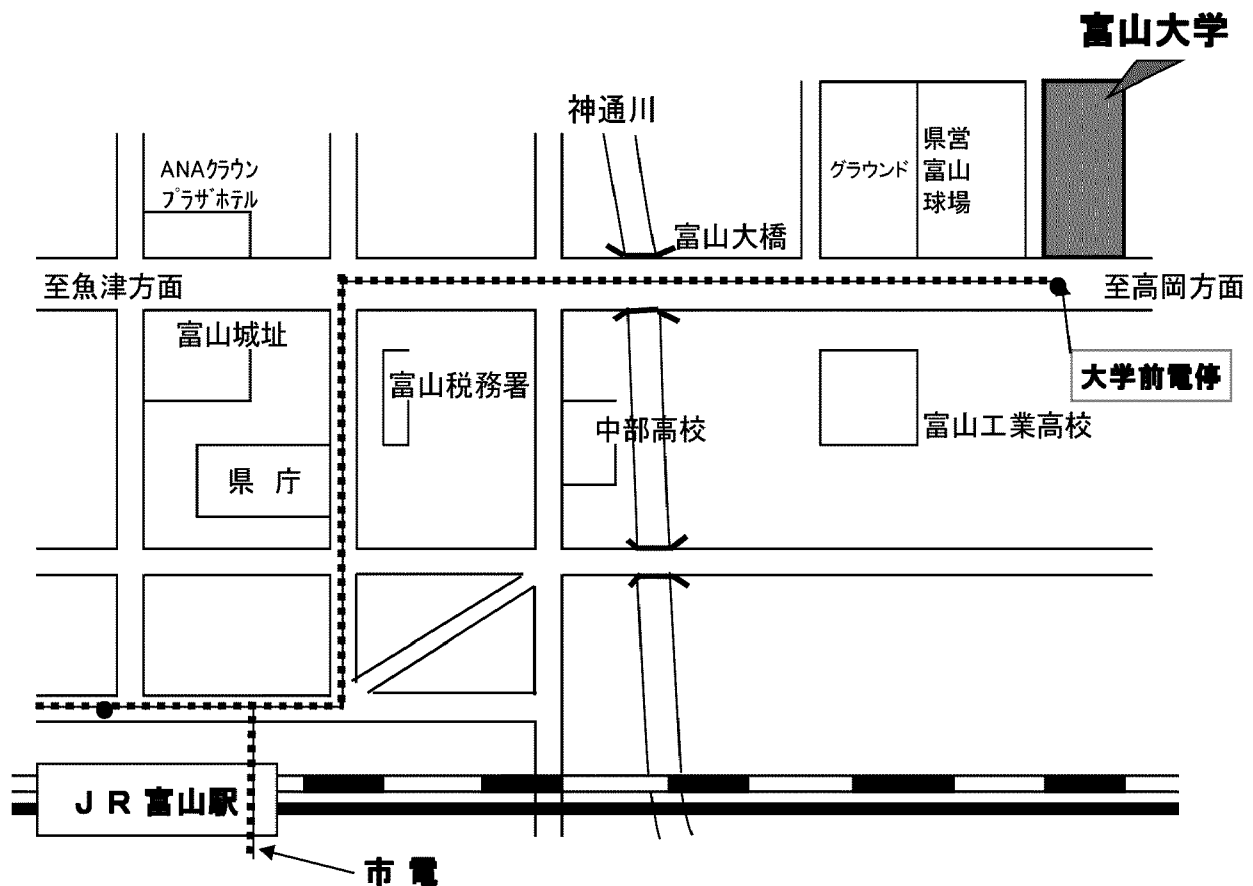 富山大学
神通川
ANAクラウン
プラザホテル
グラウンド
県営
富山
球場
富山大橋
至魚津方面
至高岡方面
富山城址
富山税務署
大学前電停
中部高校
富山工業高校
県 庁
ＪＲ富山駅
市 電